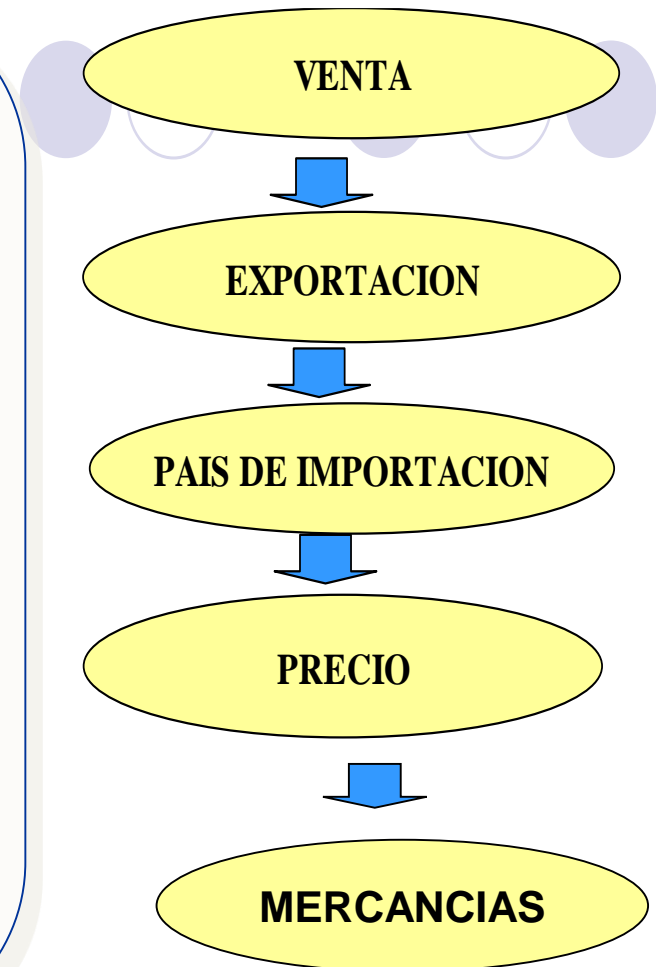 VENTA
EXPORTACION
PAIS DE IMPORTACION
PRECIO
MERCANCIAS